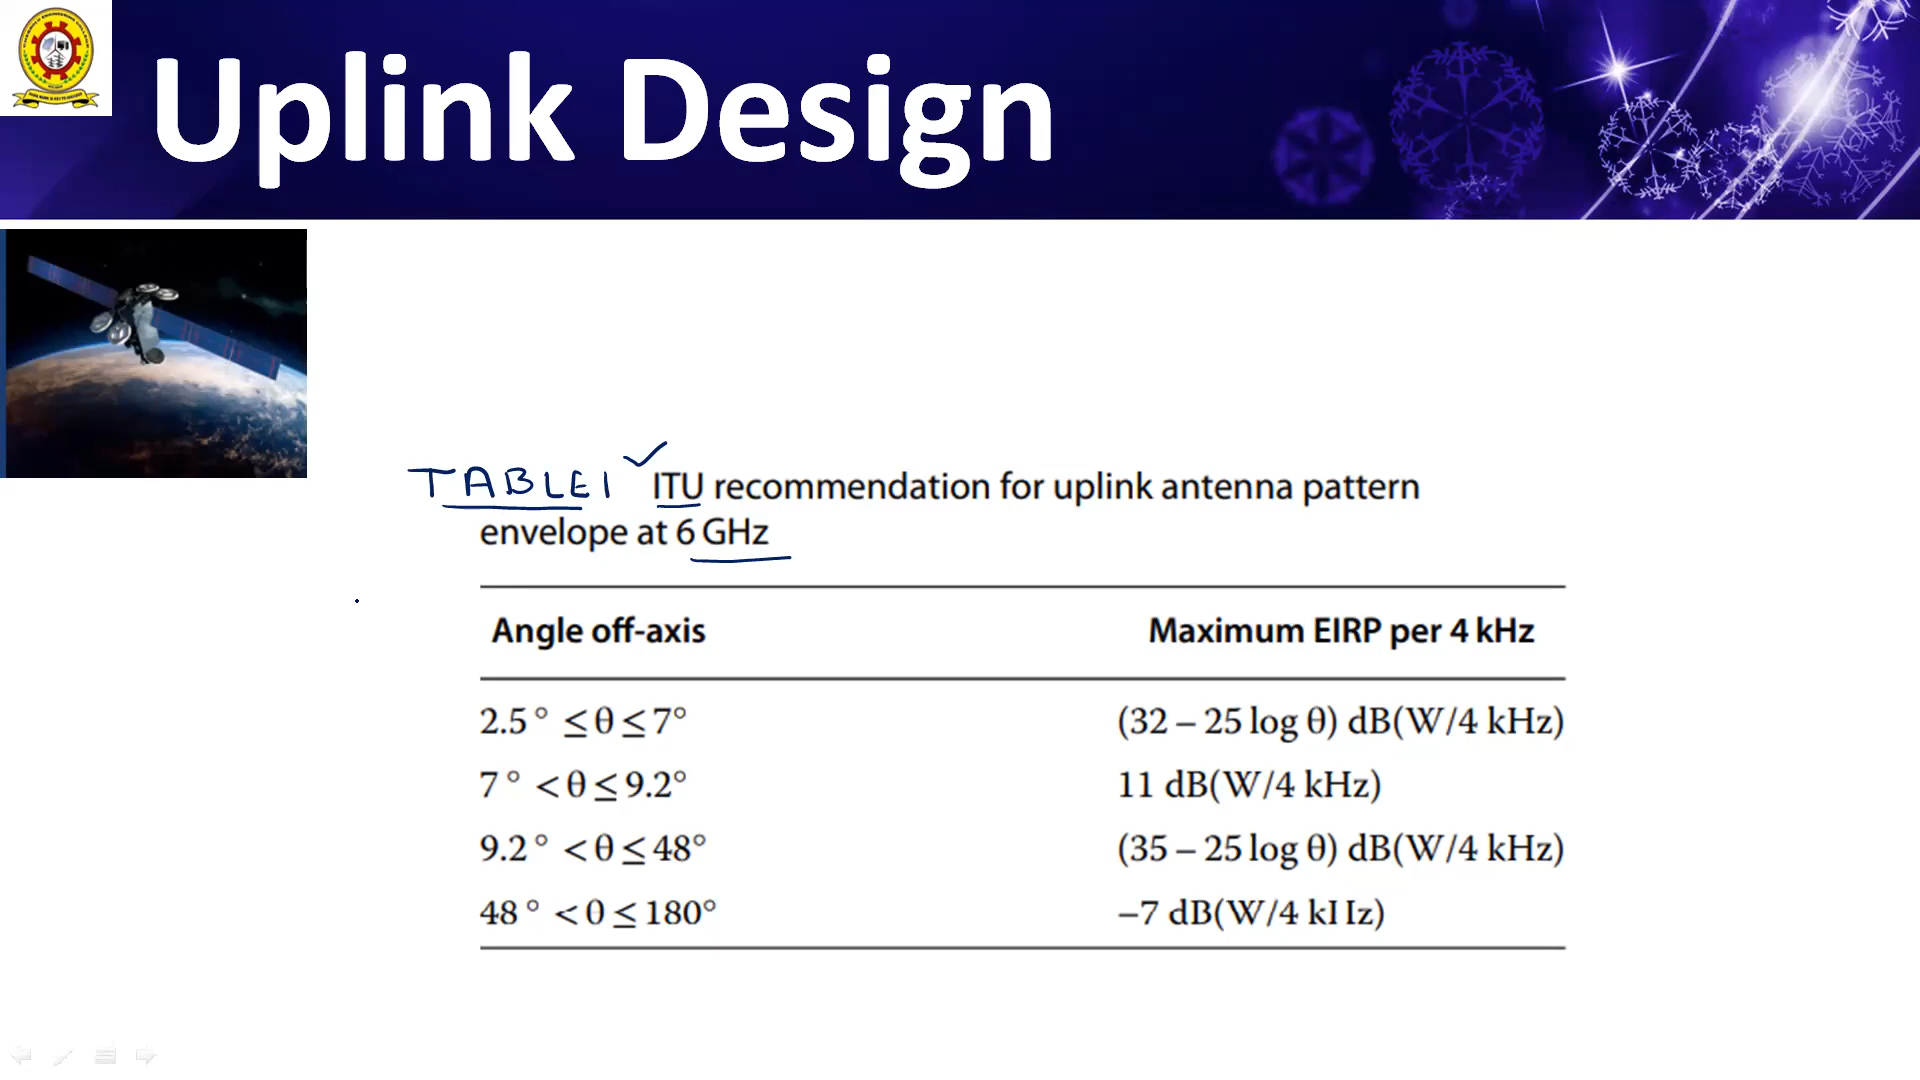 Uplink Design
TABLE1 ITU recommendation for uplink antenna pattern
envelope at 6 GHz
Angle off-axis Maximum EIRP per 4 kHz
2.5° ≤θ≤7° (32 – 25 log θ) dB(W/4 kHz)
7° <θ≤9.2° 11 dB(W/4 kHz)
9.2° <θ≤48° (35 – 25 log θ) dB(W/4 kHz)
48° <θ≤180° –7 dB(W/4 kHz)